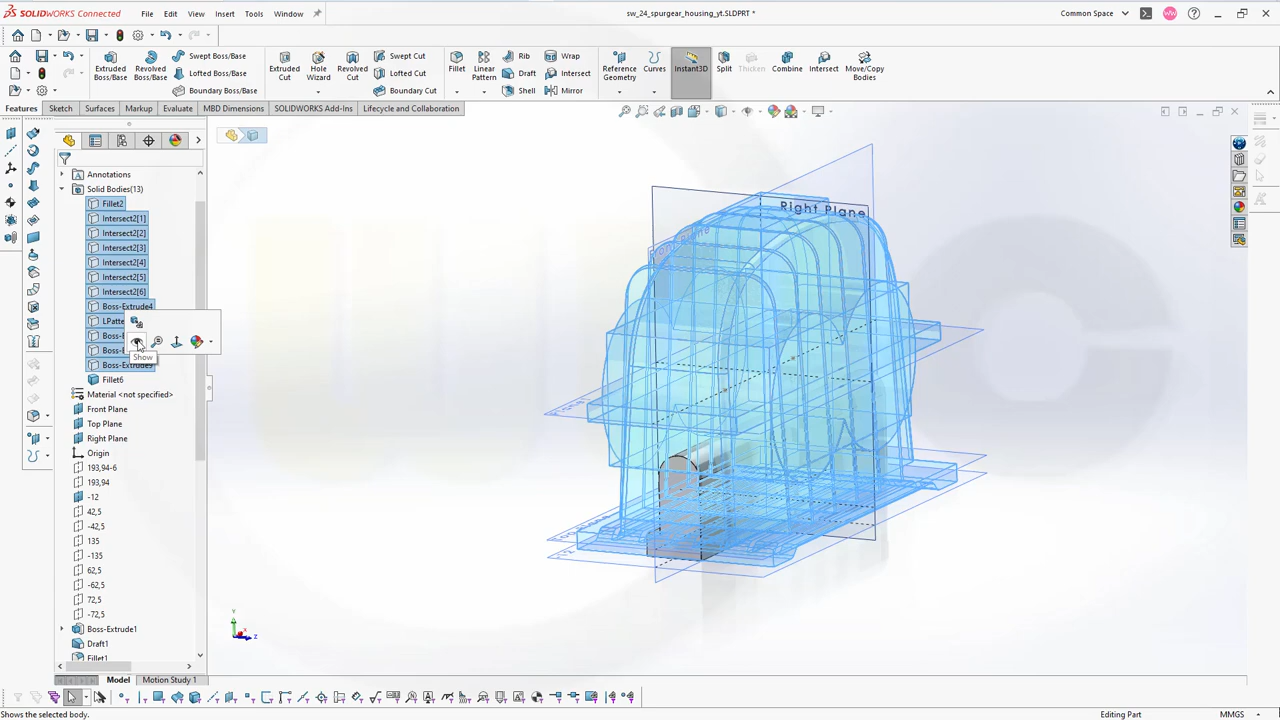 SOLIDWORKS Connected
File
Edit
View
Insert
Tools
Window
sw_24_spurgear_housing_yt.SLDPRT *
Common Space
WW
Extruded
Boss/Base
Revolved
Boss/Base
Swept Boss/Base
Lofted Boss/Base
Boundary Boss/Base
Extruded
Cut
Hole
Wizard
Revolved
Cut
Swept Cut
Lofted Cut
Boundary Cut
Fillet
Linear
Pattern
Rib
Draft
Shell
Wrap
Intersect
Mirror
Reference
Geometry
Curves
Instant3D
Split
Thicken
Combine
Intersect
Move/Copy
Bodies
Features
Sketch
Surfaces
Markup
Evaluate
MBD Dimensions
SOLIDWORKS Add-Ins
Lifecycle and Collaboration
Annotations
Solid Bodies(13)
Fillet2
Intersect2[1]
Intersect2[2]
Intersect2[3]
Intersect2[4]
Intersect2[5]
Intersect2[6]
Boss-Extrude4
LPatte
Show
Fillet6
Material <not specified>
Front Plane
Top Plane
Right Plane
Origin
193,94-6
193,94
-12
42,5
-42,5
135
-135
62,5
-62,5
72,5
-72,5
Boss-Extrude1
Draft1
Fillet1
Right Plane
Y
Z
Model
Motion Study 1
Shows the selected body.
Editing Part
MMGS